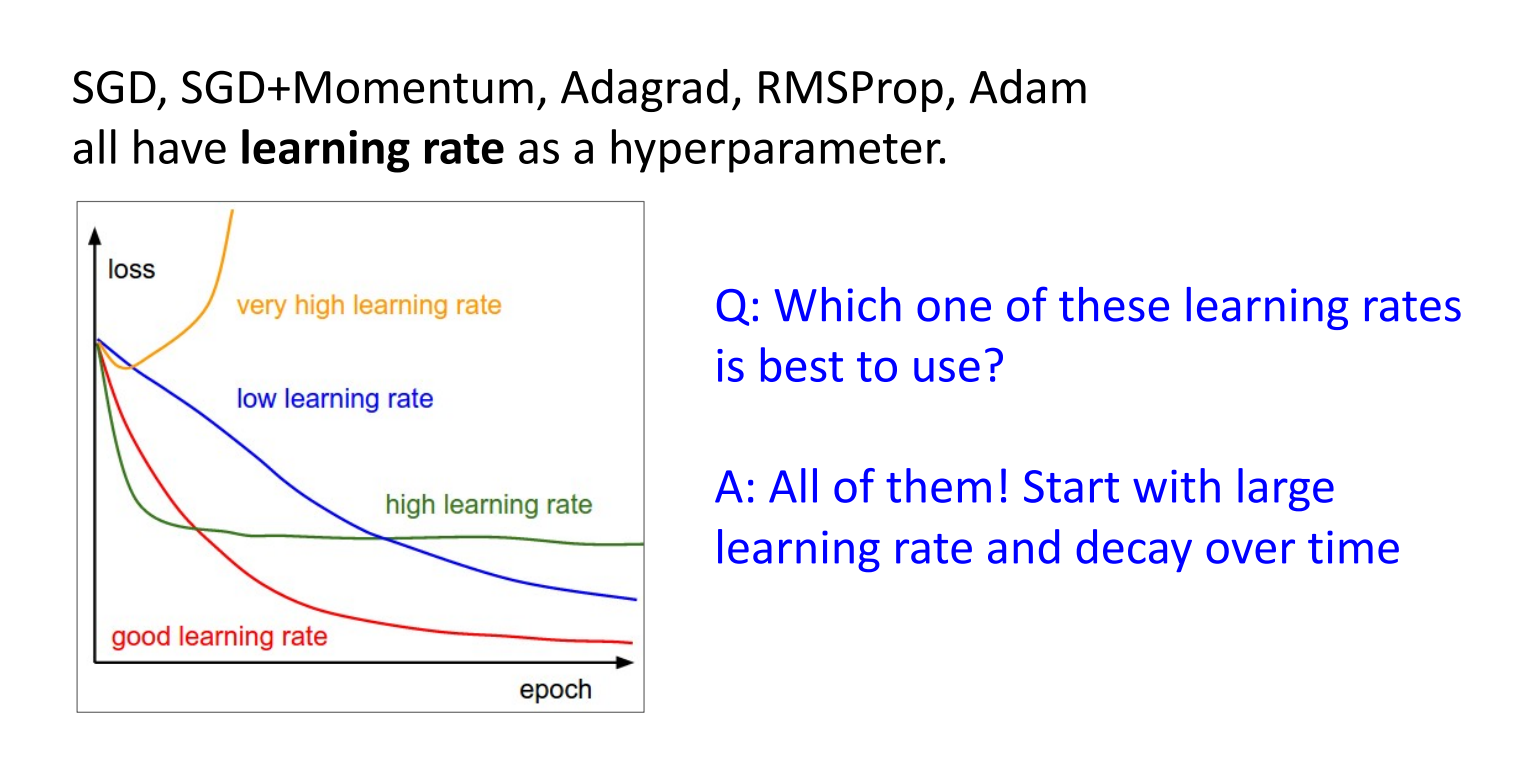 SGD, SGD+Momentum, Adagrad, RMSProp, Adam
all have learning rate as a hyperparameter.
loss
very high learning rate
low learning rate
high learning rate
good learning rate
epoch
Q: Which one of these learning rates
is best to use?
A: All of them! Start with large
learning rate and decay over time